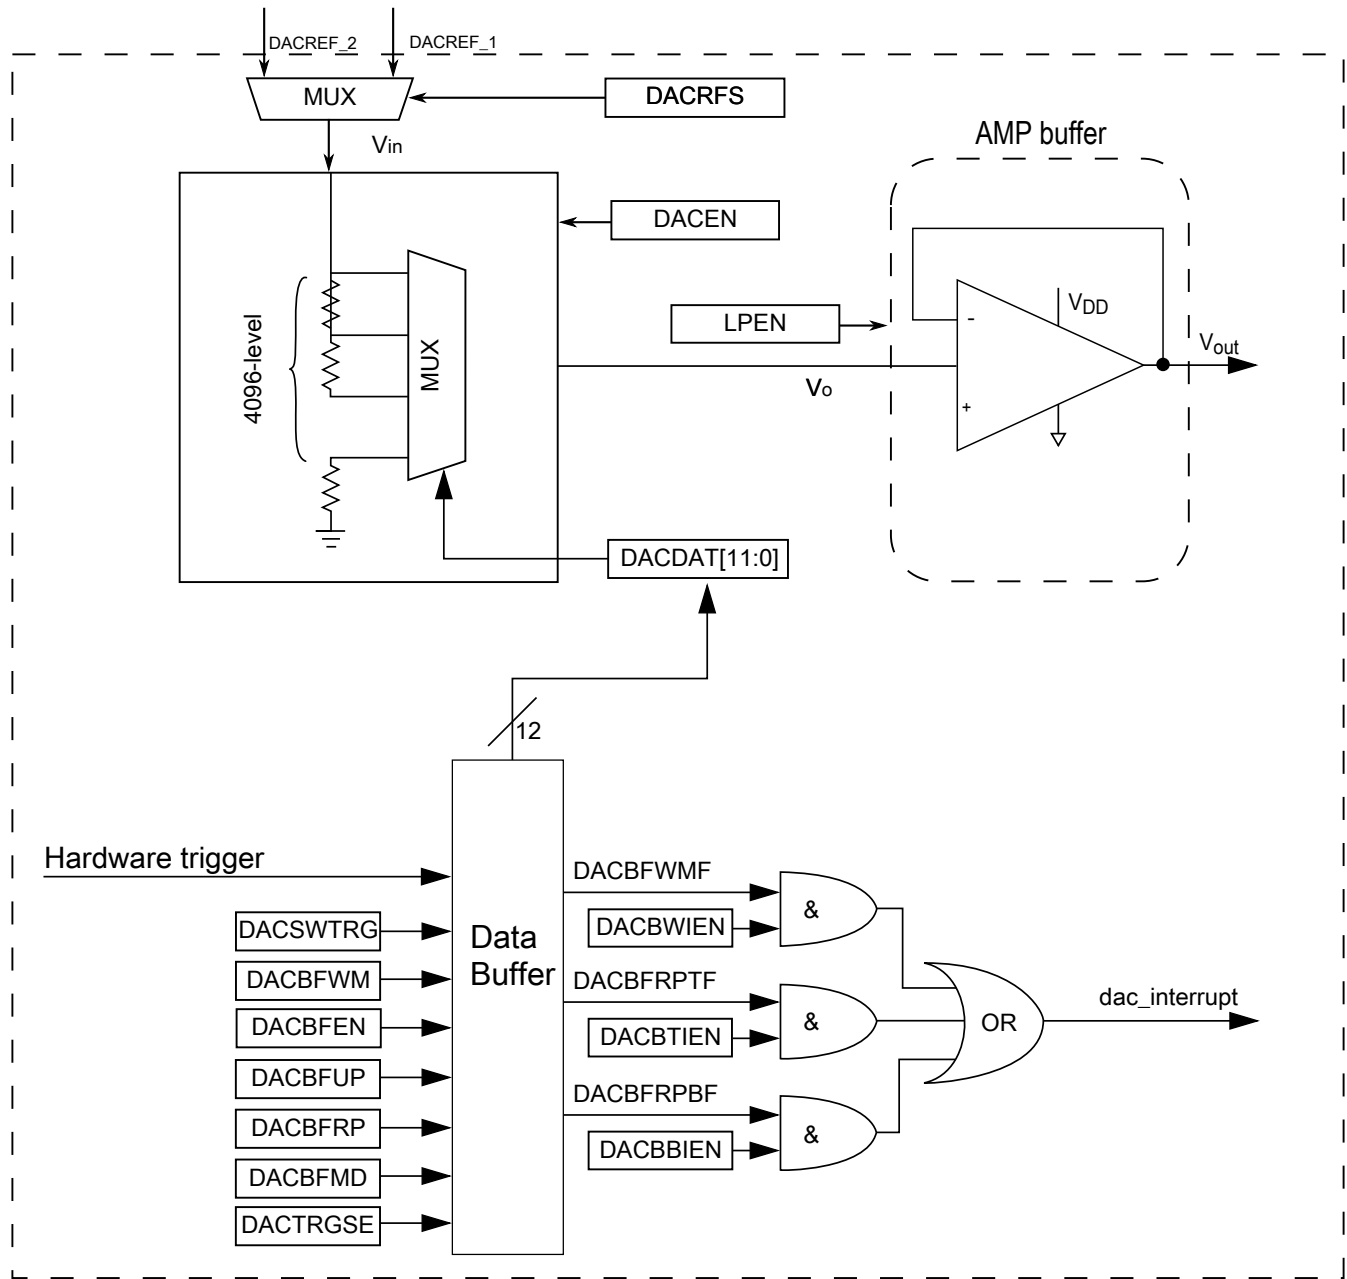 DACREF_2
DACREF_1
MUX
DACRFS
Vin
AMP buffer
DACEN
LPEN
VDD
-
+
Vout
Vo
4096-level
MUX
DACDAT[11:0]
12
Hardware trigger
DACSWTRG
DACBFWM
DACBFEN
DACBFUP
DACBFRP
DACBFMD
DACTRGSE
Data
Buffer
DACBFWMF
DACBWIEN
&
DACBFRPTF
DACBTIEN
&
DACBFRPBF
DACBBIEN
&
OR
dac_interrupt